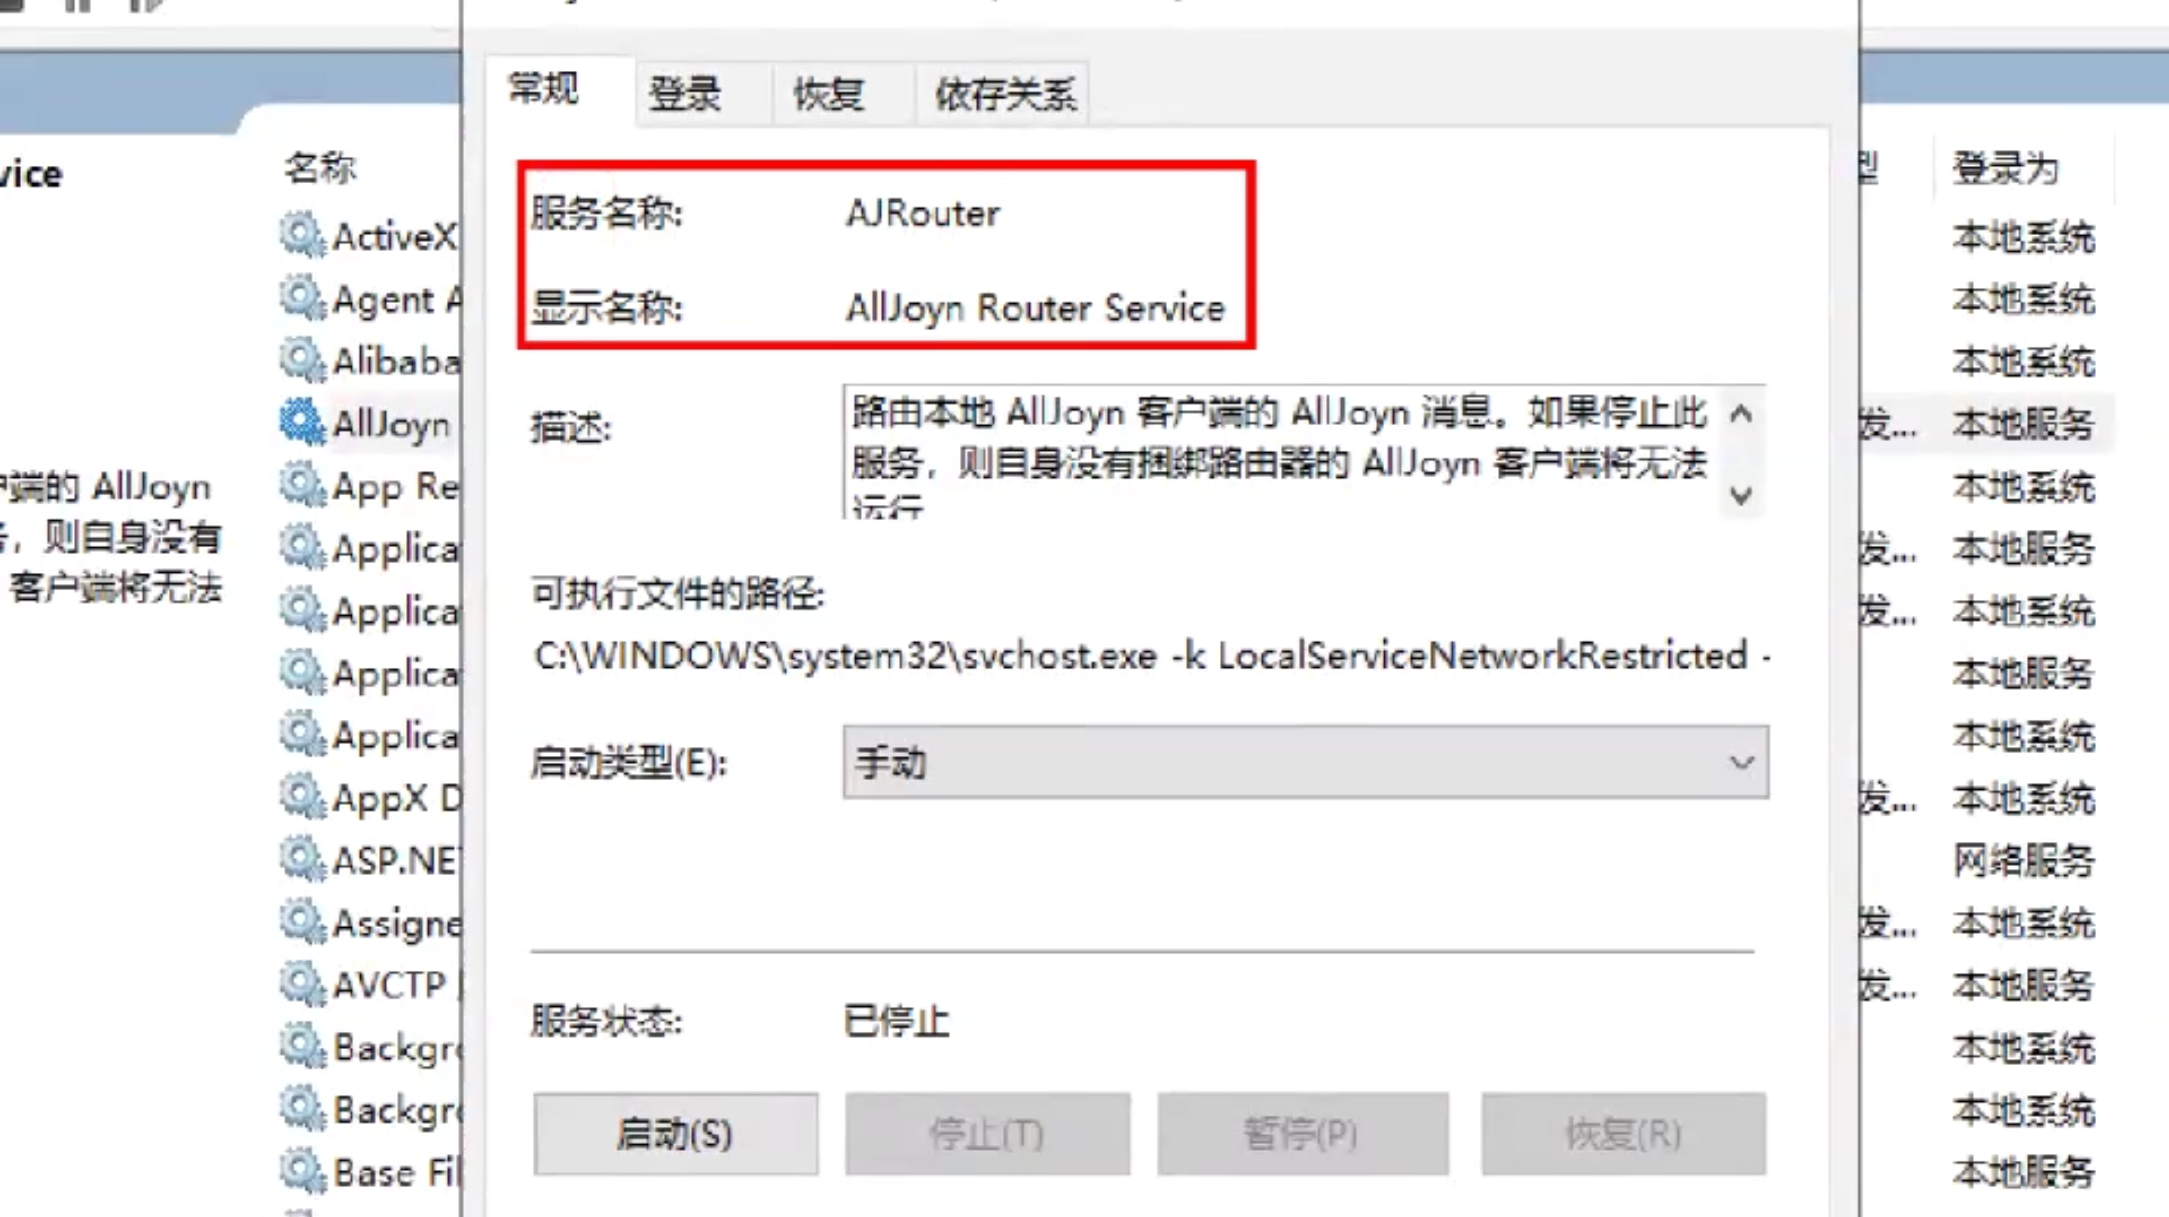 常规
登录
恢复
依存关系
服务名称:
AJRouter
显示名称:
AllJoyn Router Service
描述:
路由本地 AllJoyn 客户端的 AllJoyn 消息。如果停止此
服务，则自身没有捆绑路由器的 AllJoyn 客户端将无法
运行
可执行文件的路径:
C:\WINDOWS\system32\svchost.exe -k LocalServiceNetworkRestricted -
启动类型(E):
手动
服务状态:
已停止
启动(S)
停止(T)
暂停(P)
恢复(R)
vice
户端的 AllJoyn
务，则自身没有
客户端将无法
名称
ActiveX
Agent A
Alibaba
AllJoyn
App Re
Applica
Applica
Applica
Applica
AppX D
ASP.NET
Assigne
AVCTP
Backgro
Backgro
Base Fil
型
登录为
本地系统
本地系统
本地系统
发... 本地服务
本地系统
发... 本地服务
发... 本地系统
本地服务
本地系统
发... 本地系统
网络服务
发... 本地系统
发... 本地服务
本地系统
本地系统
本地服务